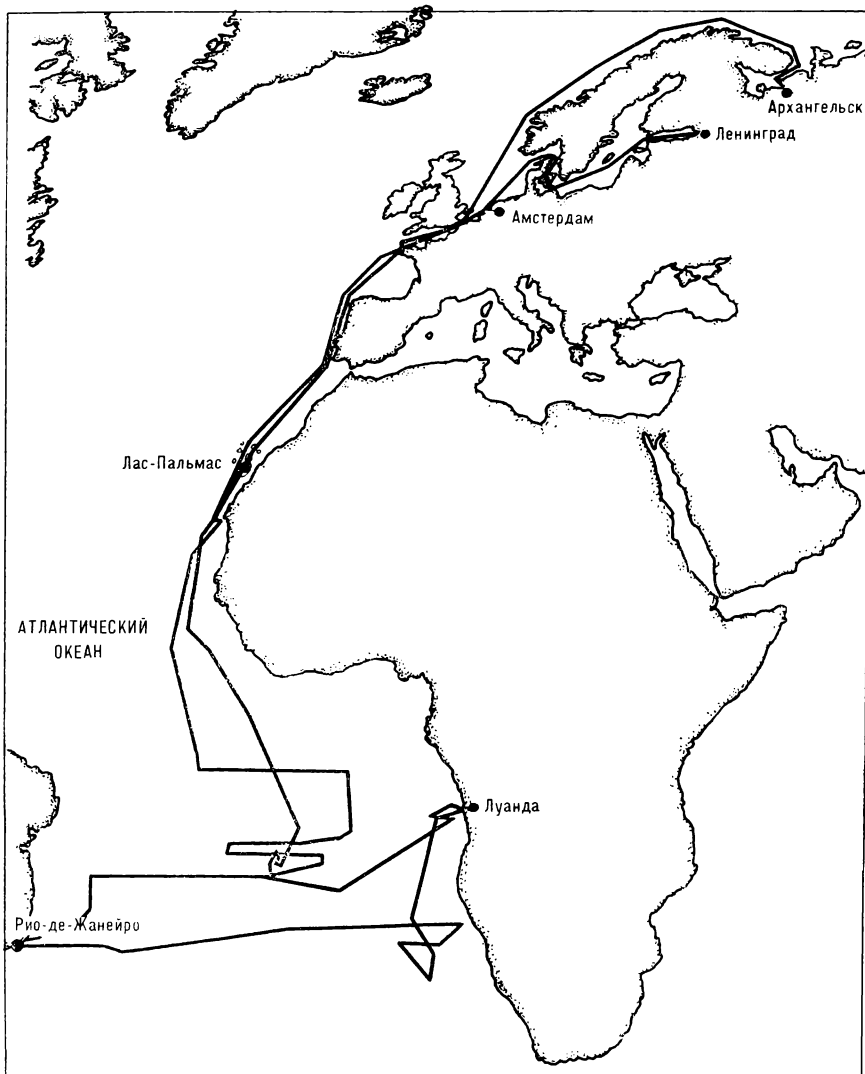 Архангельск
Ленинград
Амстердам
Лас-Пальмас
АТЛАНТИЧЕСКИЙ
ОКЕАН
Луанда
Рио-де-Жанейро